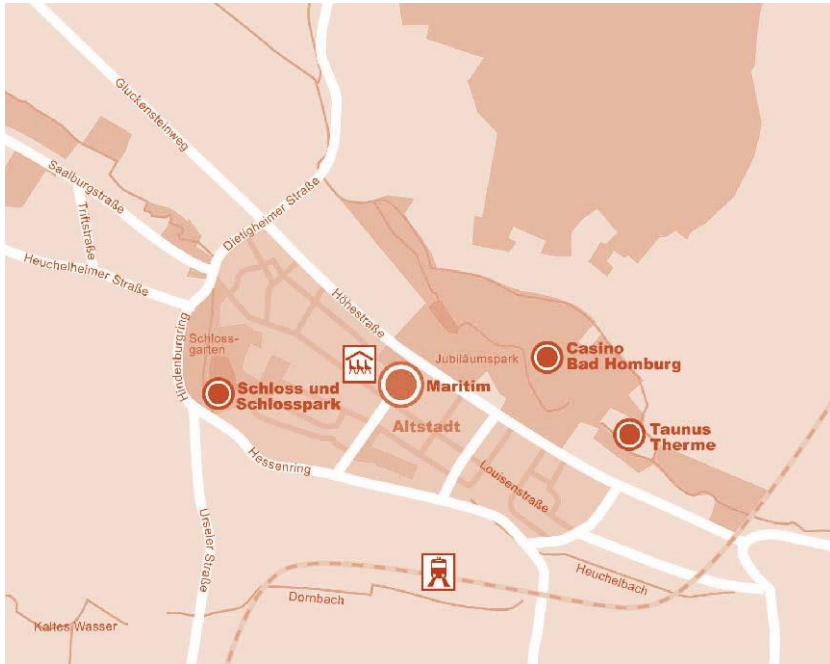 Gluckensteinweg
Saalburgstraße
Triftstraße
Dietigheimer Straße
Heuchelheimer Straße
Hindenburgring
Schloss-
garten
Höhestraße
Jubiläumspark
Casino
Bad Homburg
Schloss und
Schlosspark
Maritim
Altstadt
Taunus
Therme
Hessenring
Louisenstraße
Urseler Straße
Heuchelbach
Dornbach
Kaltes Wasser